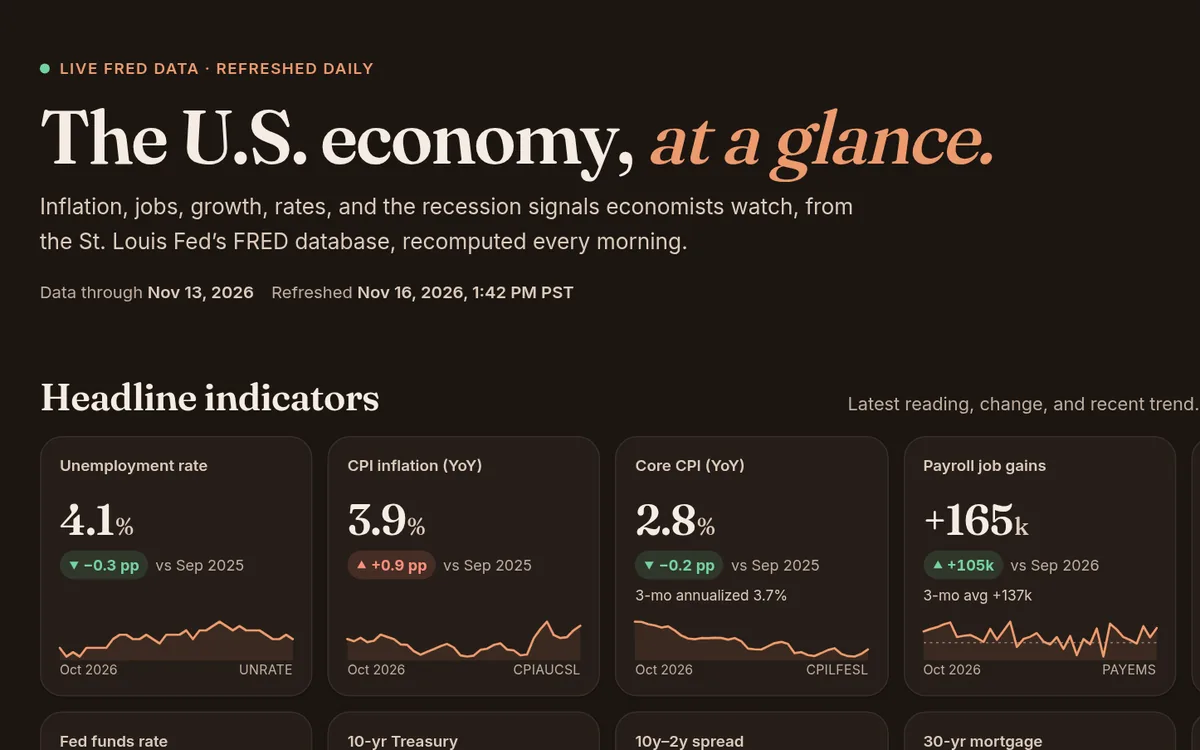 LIVE FRED DATA · REFRESHED DAILY
The U.S. economy, at a glance.
Inflation, jobs, growth, rates, and the recession signals economists watch, from
the St. Louis Fed’s FRED database, recomputed every morning.
Data through Nov 13, 2026 Refreshed Nov 16, 2026, 1:42 PM PST
Headline indicators
Latest reading, change, and recent trend.
Unemployment rate
4.1%
▼ −0.3 pp vs Sep 2025
Oct 2026 UNRATE
CPI inflation (YoY)
3.9%
▲ +0.9 pp vs Sep 2025
Oct 2026 CPIAUCSL
Core CPI (YoY)
2.8%
▼ −0.2 pp vs Sep 2025
3-mo annualized 3.7%
Oct 2026 CPILFESL
Payroll job gains
+165k
▲ +105k vs Sep 2026
3-mo avg +137k
Oct 2026 PAYEMS
Fed funds rate
10-yr Treasury
10y–2y spread
30-yr mortgage